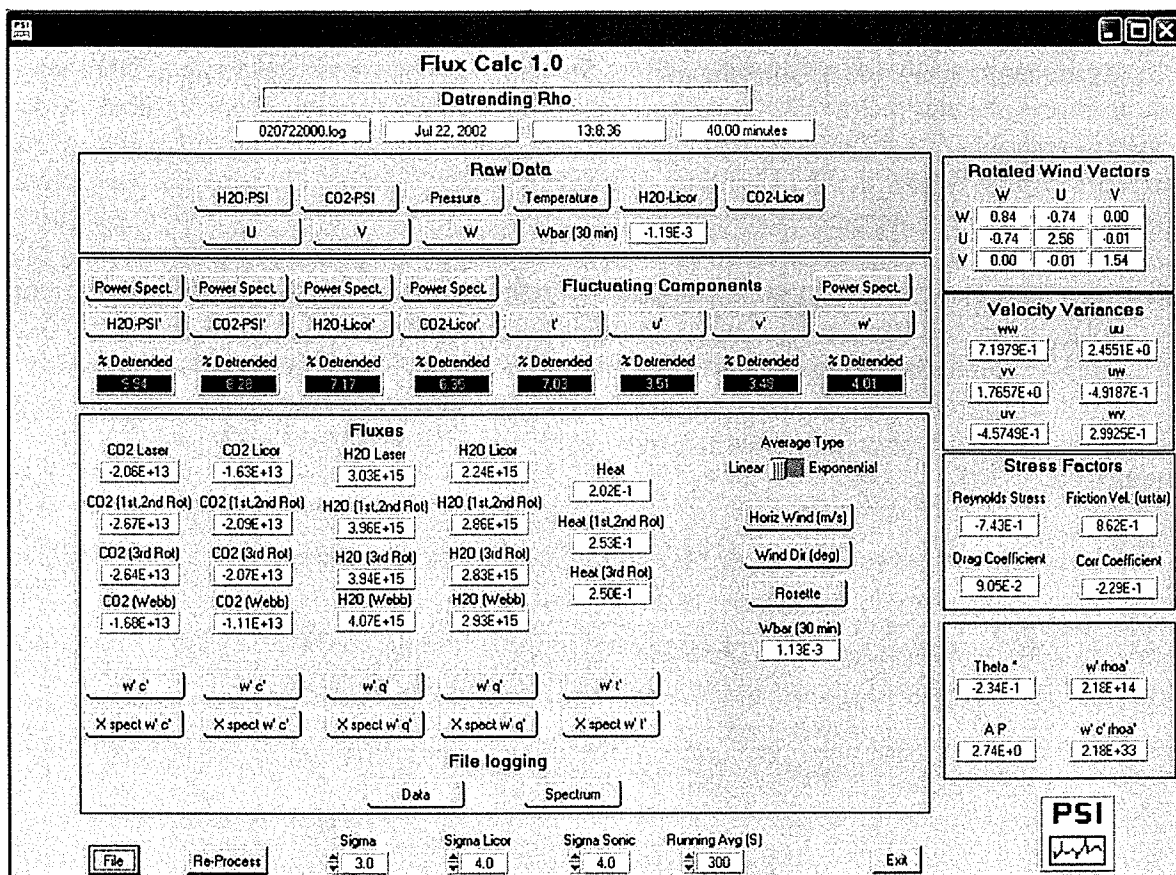 PSI
Flux Calc 1.0
Detrending Rho
020722000.log Jul 22, 2002 13:8:36 40.00 minutes
Raw Data
H2O-PSI CO2-PSI Pressure Temperature H2O-Licor CO2-Licor
U V W Wbar (30 min) -1.19E-3
Power Spect. Power Spect. Power Spect. Power Spect. Fluctuating Components Power Spect.
H2O-PSI' CO2-PSI' H2O-Licor' CO2-Licor' t' u' v' w'
% Detrended % Detrended % Detrended % Detrended % Detrended % Detrended % Detrended % Detrended
9.94 8.28 7.17 6.35 7.03 3.51 3.48 4.01
Fluxes
CO2 Laser CO2 Licor H2O Laser H2O Licor
-2.06E+13 -1.63E+13 3.03E+15 2.24E+15
Heat
2.02E-1
CO2 (1st,2nd Rot) CO2 (1st,2nd Rot) H2O (1st,2nd Rot) H2O (1st,2nd Rot)
-2.67E+13 -2.09E+13 3.96E+15 2.86E+15
Heat (1st,2nd Rot)
2.53E-1
CO2 (3rd Rot) CO2 (3rd Rot) H2O (3rd Rot) H2O (3rd Rot)
-2.64E+13 -2.07E+13 3.94E+15 2.83E+15
Heat (3rd Rot)
2.50E-1
CO2 (Webb) CO2 (Webb) H2O (Webb) H2O (Webb)
-1.68E+13 -1.11E+13 4.07E+15 2.93E+15
Average Type
Linear Exponential
Horiz Wind (m/s)
Wind Dir (deg)
Rosette
Wbar (30 min)
1.13E-3
w' c' w' c' w' q' w' q' w' t'
X spect w' c' X spect w' c' X spect w' q' X spect w' q' X spect w' t'
File logging
Data Spectrum
Rotated Wind Vectors
W U V
W 0.84 -0.74 0.00
U -0.74 2.56 -0.01
V 0.00 -0.01 1.54
Velocity Variances
ww uu
7.1979E-1 2.4551E+0
vv uw
1.7657E+0 -4.9187E-1
uv wv
-4.5749E-1 2.9925E-1
Stress Factors
Reynolds Stress Friction Vel. (ustar)
-7.43E-1 8.62E-1
Drag Coefficient Corr Coefficient
9.05E-2 -2.29E-1
Theta * w' rhoa'
-2.34E-1 2.18E+14
A P w' c' rhoa'
2.74E+0 2.18E+33
PSI
Sigma Sigma Licor Sigma Sonic Running Avg (S)
File Re-Process 3.0 4.0 4.0 300 Exit